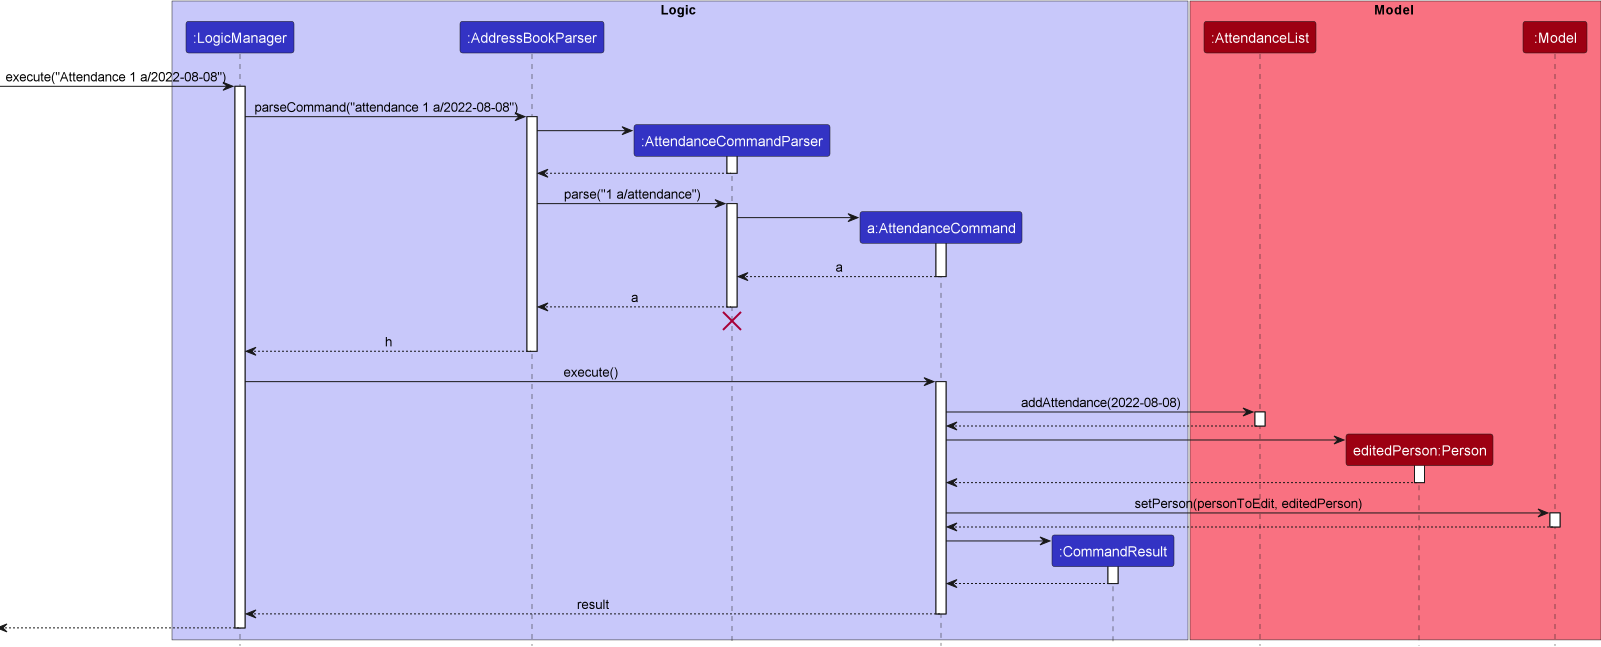 Logic
Model
:LogicManager
:AddressBookParser
:AttendanceList
:Model
execute("Attendance 1 a/2022-08-08")
parseCommand("attendance 1 a/2022-08-08")
:AttendanceCommandParser
parse("1 a/attendance")
a:AttendanceCommand
a
a
h
execute()
addAttendance(2022-08-08)
editedPerson:Person
setPerson(personToEdit, editedPerson)
:CommandResult
result